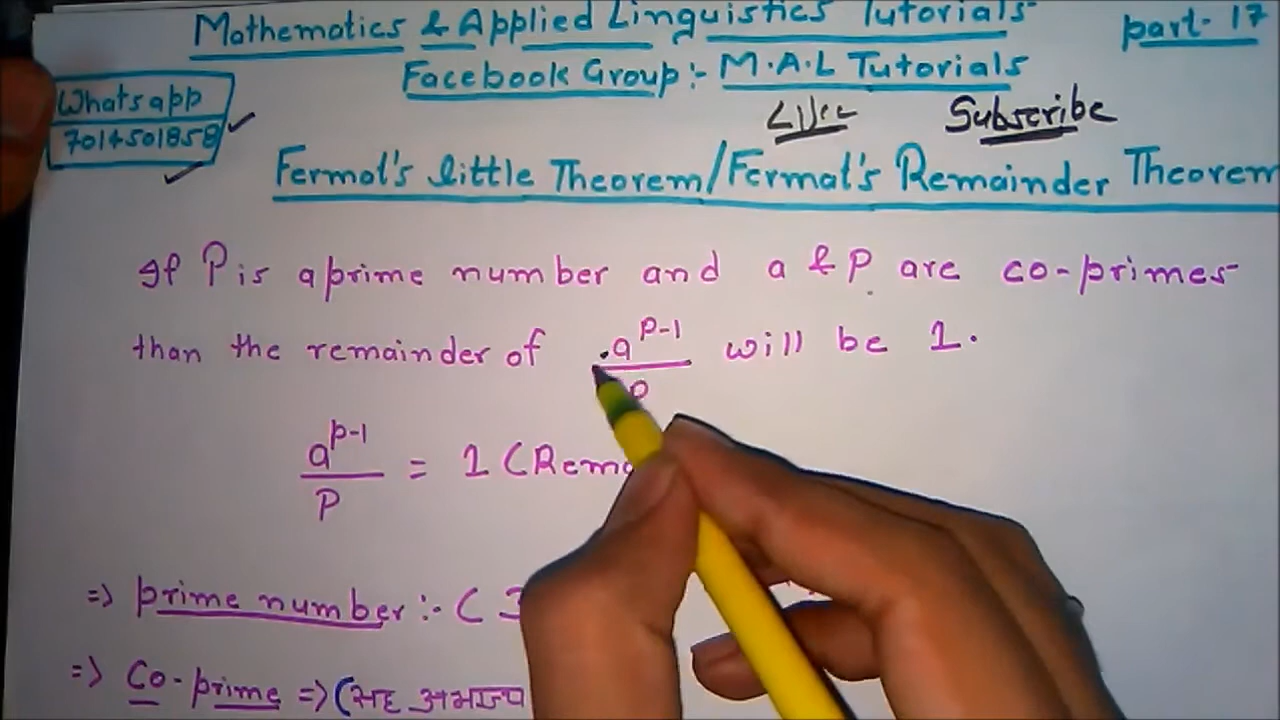 Mathematics & Applied Linguistics Tutorials
part-17
Facebook Group:- M.A.L Tutorials
Whatsapp
7014501858
Like
Subscribe
Fermat's little Theorem/Fermat's Remainder Theorem
If P is a prime number and a & P are co-primes
than the remainder of a^{p-1}/p will be 1.
a^{p-1}/P = 1 (Rema
=> prime number:- (
=> Co-prime => (सह अभाज्य